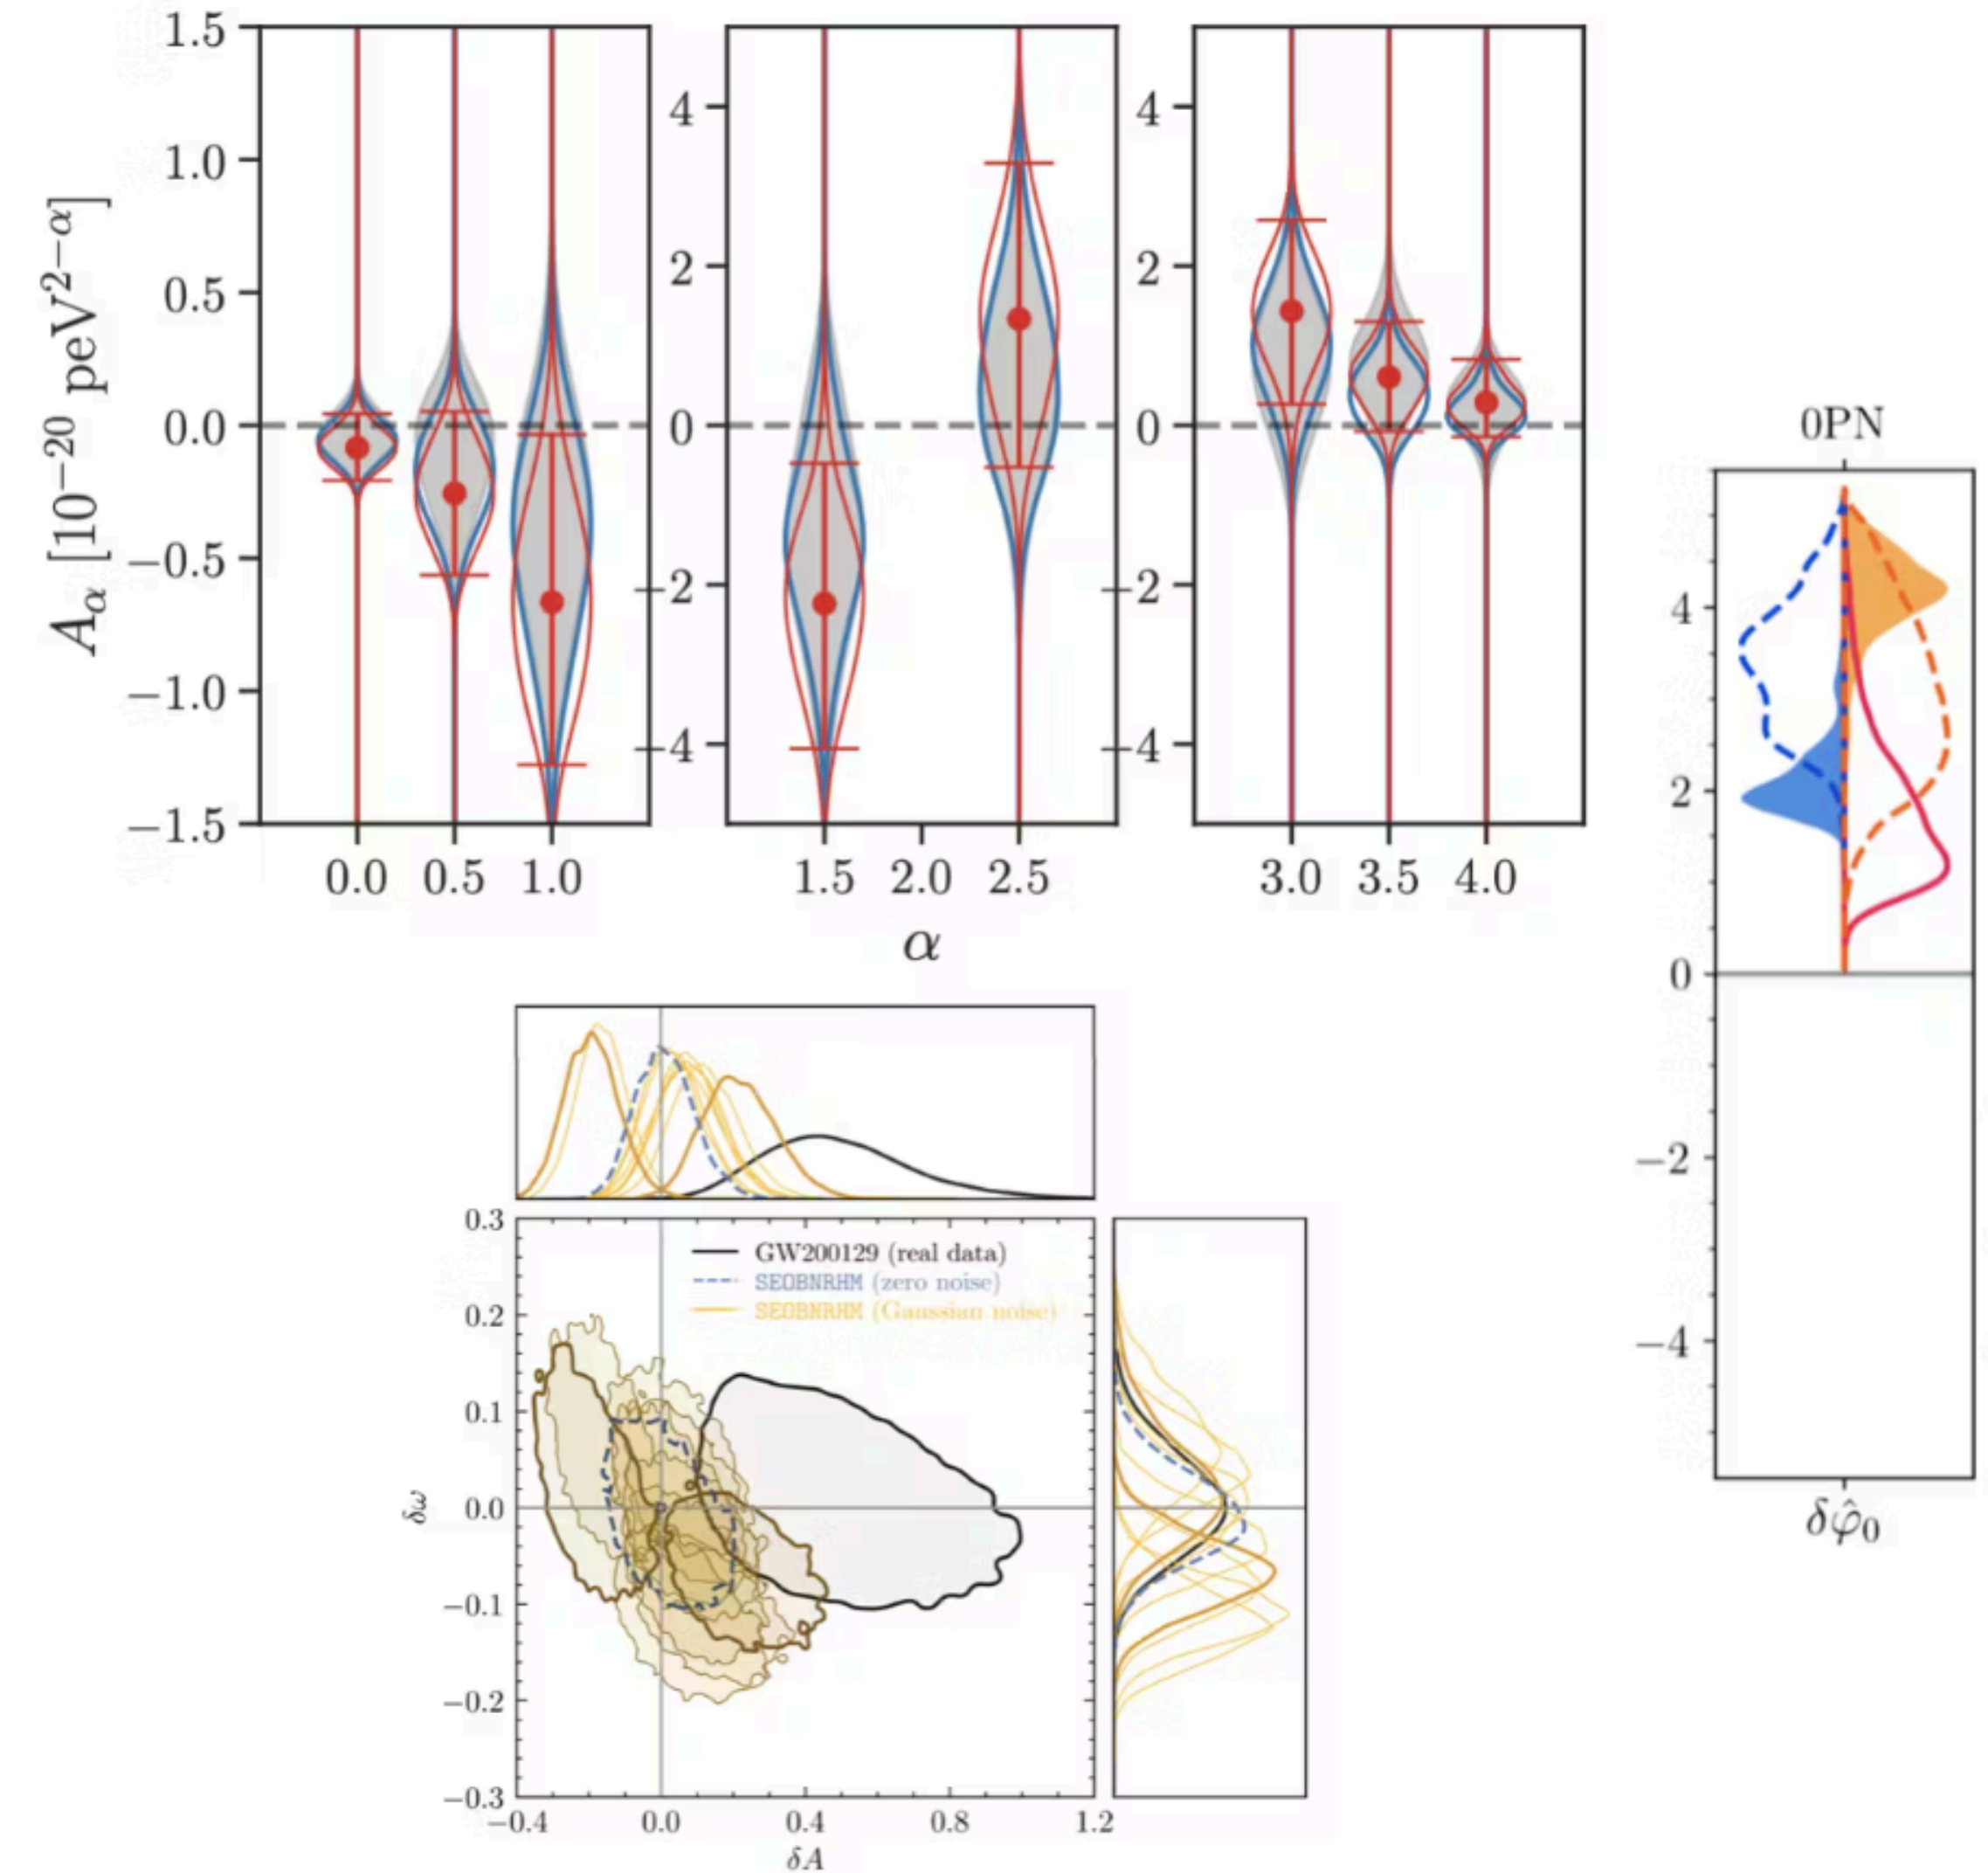 A_α [10^{−20} peV^{2−α}]
1.5
1.0
0.5
0.0
−0.5
−1.0
−1.5
0.0 0.5 1.0
4
2
0
−2
−4
1.5 2.0 2.5
4
2
0
−2
−4
3.0 3.5 4.0
α
0PN
4
2
0
−2
−4
δφ̂₀
GW200129 (real data)
SEOBNRHM (zero noise)
SEOBNRHM (Gaussian noise)
δω
0.3
0.2
0.1
0.0
−0.1
−0.2
−0.3
−0.4 0.0 0.4 0.8 1.2
δA